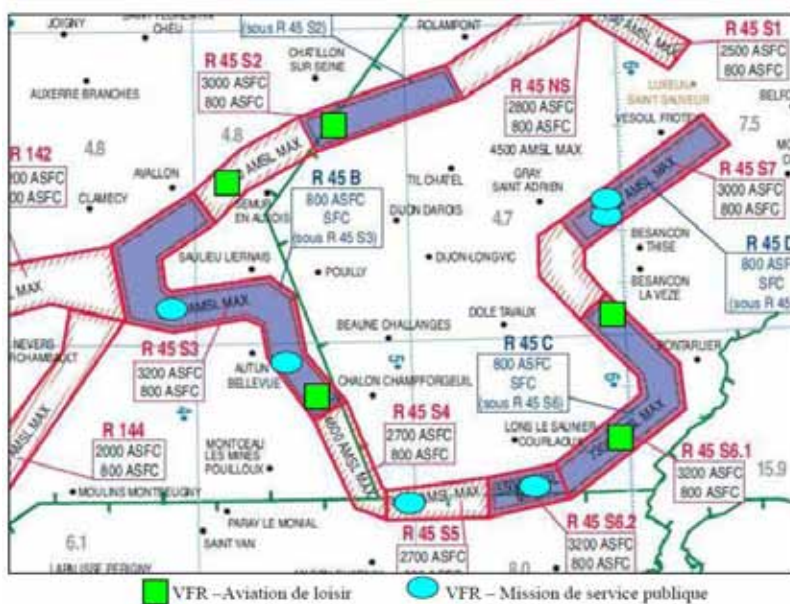 JOIGNY
CHEU
(sous R 45 S2)
ROLAMPONT
R 45 S1
2500 ASFC
800 ASFC
AUXERRE BRANCHES
R 45 S2
3000 ASFC
800 ASFC
CHATILLON
SUR SEINE
R 45 NS
2800 ASFC
800 ASFC
4500 AMSL MAX
LUXEUIL
SAINT SAUVEUR
VESOUL FROTEY
7.5
4.8
4.8
R 142
AVALLON
CLAMECY
AMSL MAX
SEMUR
EN AUXOIS
R 45 B
800 ASFC
SFC
(sous R 45 S3)
TIL CHATEL
GRAY
SAINT ADRIEN
DIJON DAROIS
4.7
AMSL MAX
R 45 S7
3000 ASFC
800 ASFC
SAULIEU LIERNAIS
POUILLY
DIJON-LONGVIC
BESANCON
THISE
BESANCON
LA VEZE
SFC
AMSL MAX
DOLE TAVAUX
NEVERS
R 45 S3
3200 ASFC
800 ASFC
BEAUNE CHALLANGES
R 45 C
800 ASFC
SFC
(sous R 45 S6)
PONTARLIER
AUTUN
BELLEVUE
CHALON CHAMPFORGEUIL
AMSL MAX
R 144
2000 ASFC
800 ASFC
4600 AMSL MAX
R 45 S4
2700 ASFC
800 ASFC
LONS LE SAUNIER
COURLAOUX
MONTCEAU
LES MINES
POUILLOUX
R 45 S6.1
3200 ASFC
800 ASFC
15.9
MOULINS MONTBEUGNY
AMSL MAX
PARAY LE MONIAL
SAINT YAN
R 45 S5
2700 ASFC
R 45 S6.2
3200 ASFC
800 ASFC
6.1
8.0
VFR –Aviation de loisir
VFR – Mission de service publique